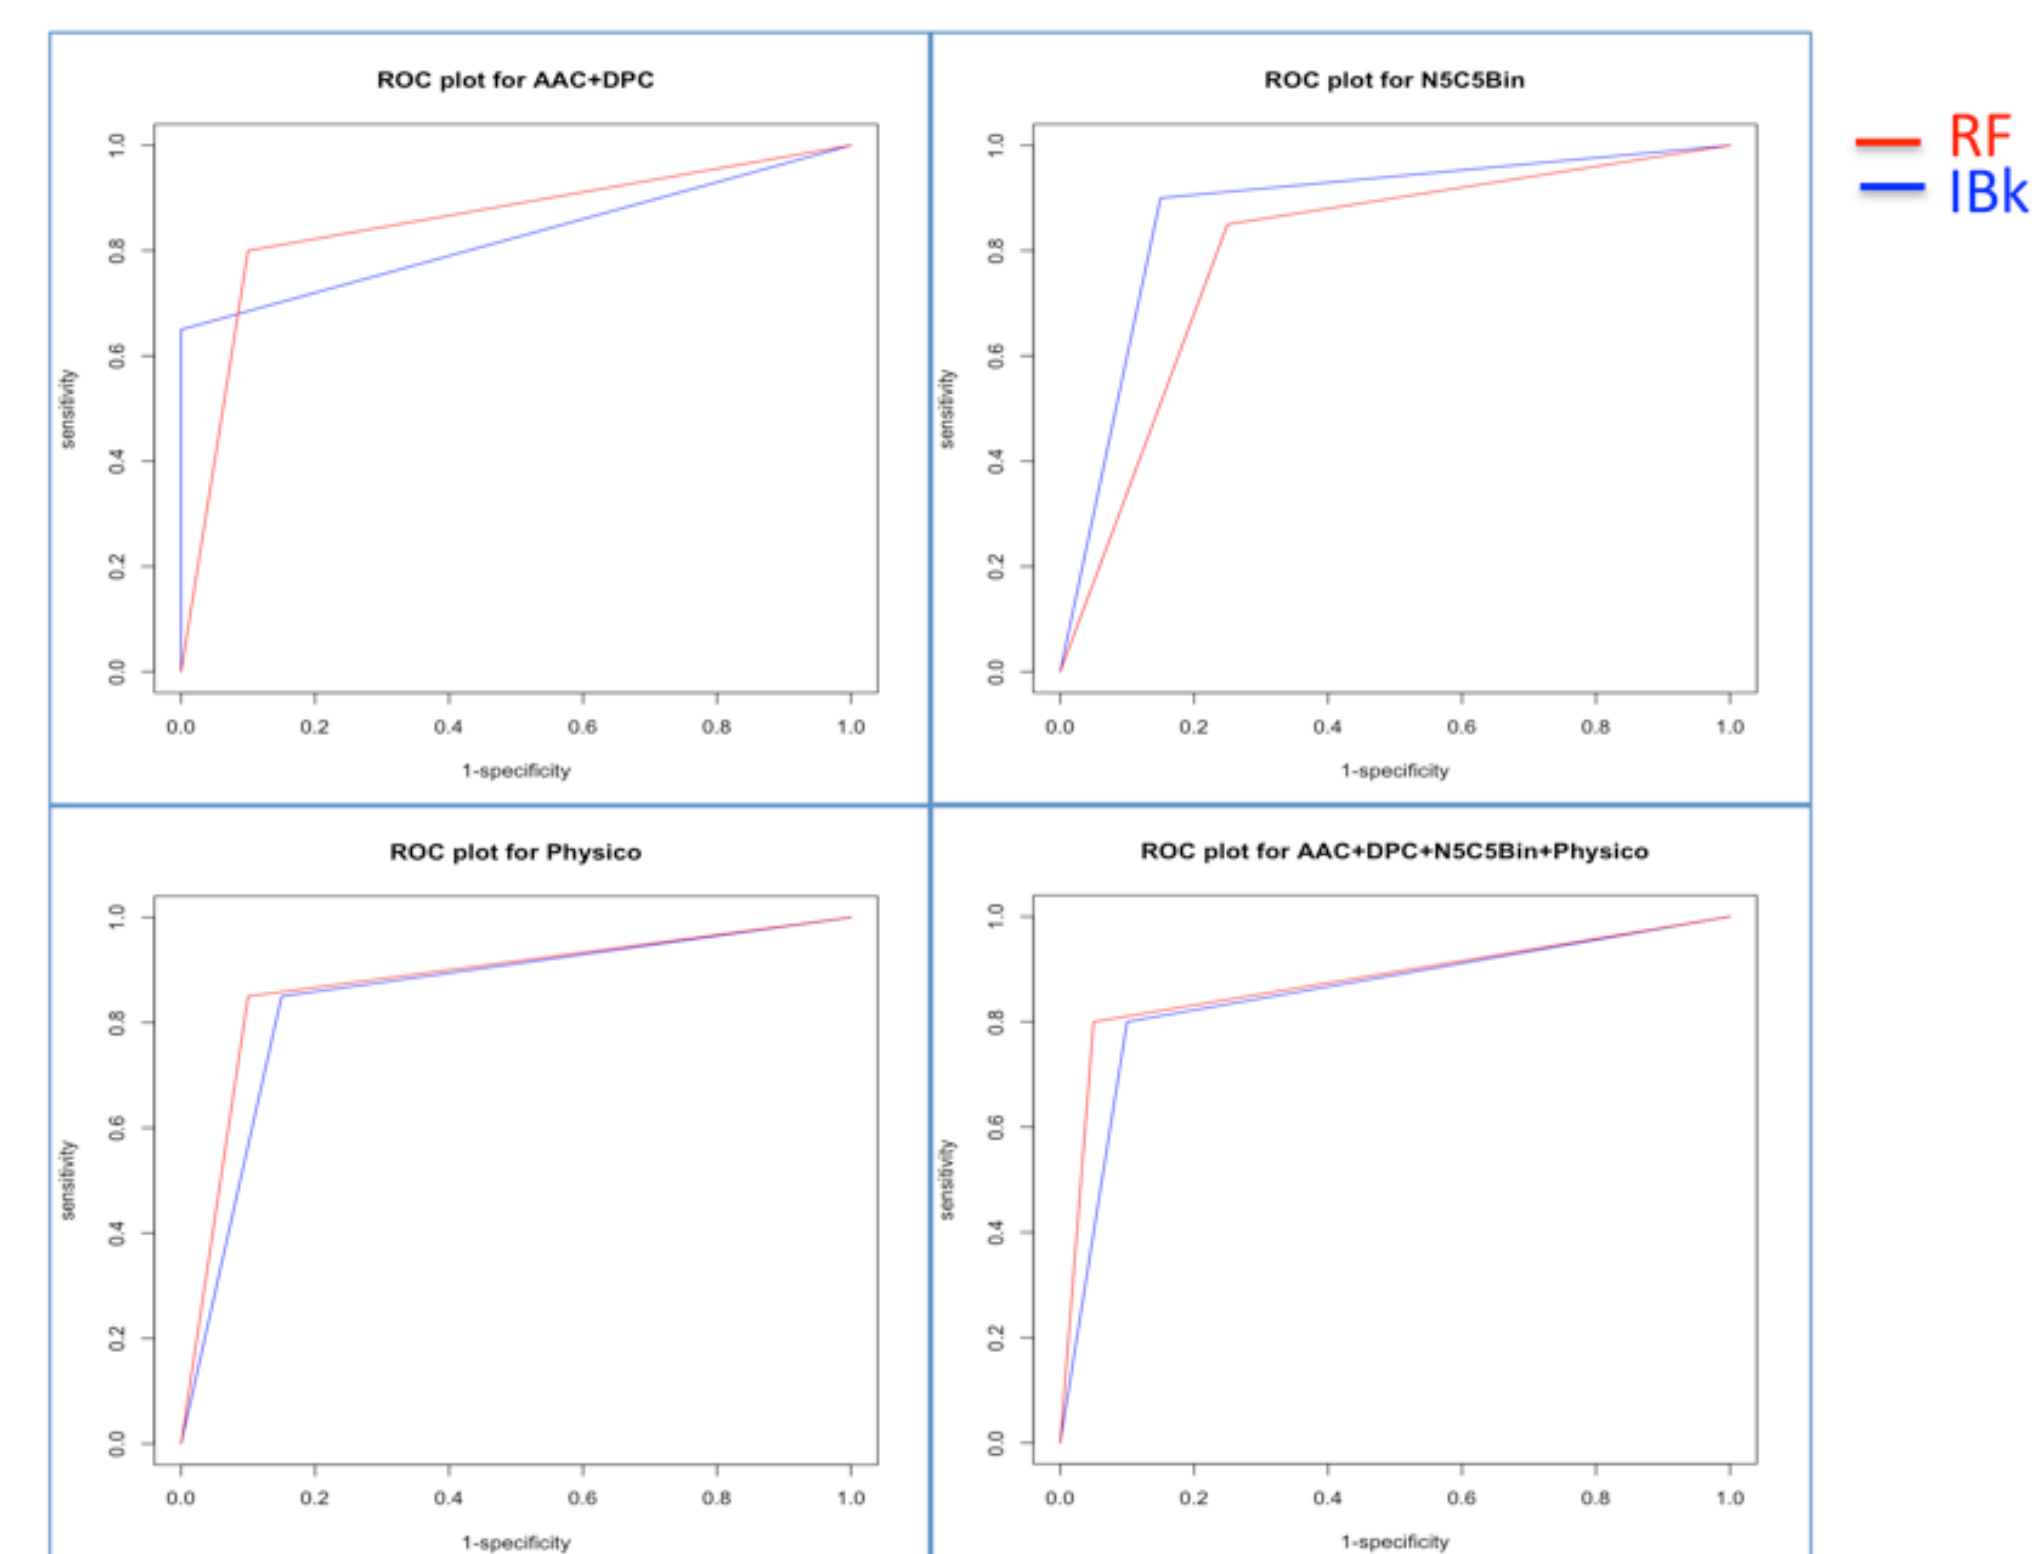 ROC plot for AAC+DPC
1.0
0.8
0.6
0.4
0.2
0.0
sensitivity
0.0 0.2 0.4 0.6 0.8 1.0
1-specificity
ROC plot for N5C5Bin
1.0
0.8
0.6
0.4
0.2
0.0
sensitivity
0.0 0.2 0.4 0.6 0.8 1.0
1-specificity
RF
IBk
ROC plot for Physico
1.0
0.8
0.6
0.4
0.2
0.0
sensitivity
0.0 0.2 0.4 0.6 0.8 1.0
1-specificity
ROC plot for AAC+DPC+N5C5Bin+Physico
1.0
0.8
0.6
0.4
0.2
0.0
sensitivity
0.0 0.2 0.4 0.6 0.8 1.0
1-specificity